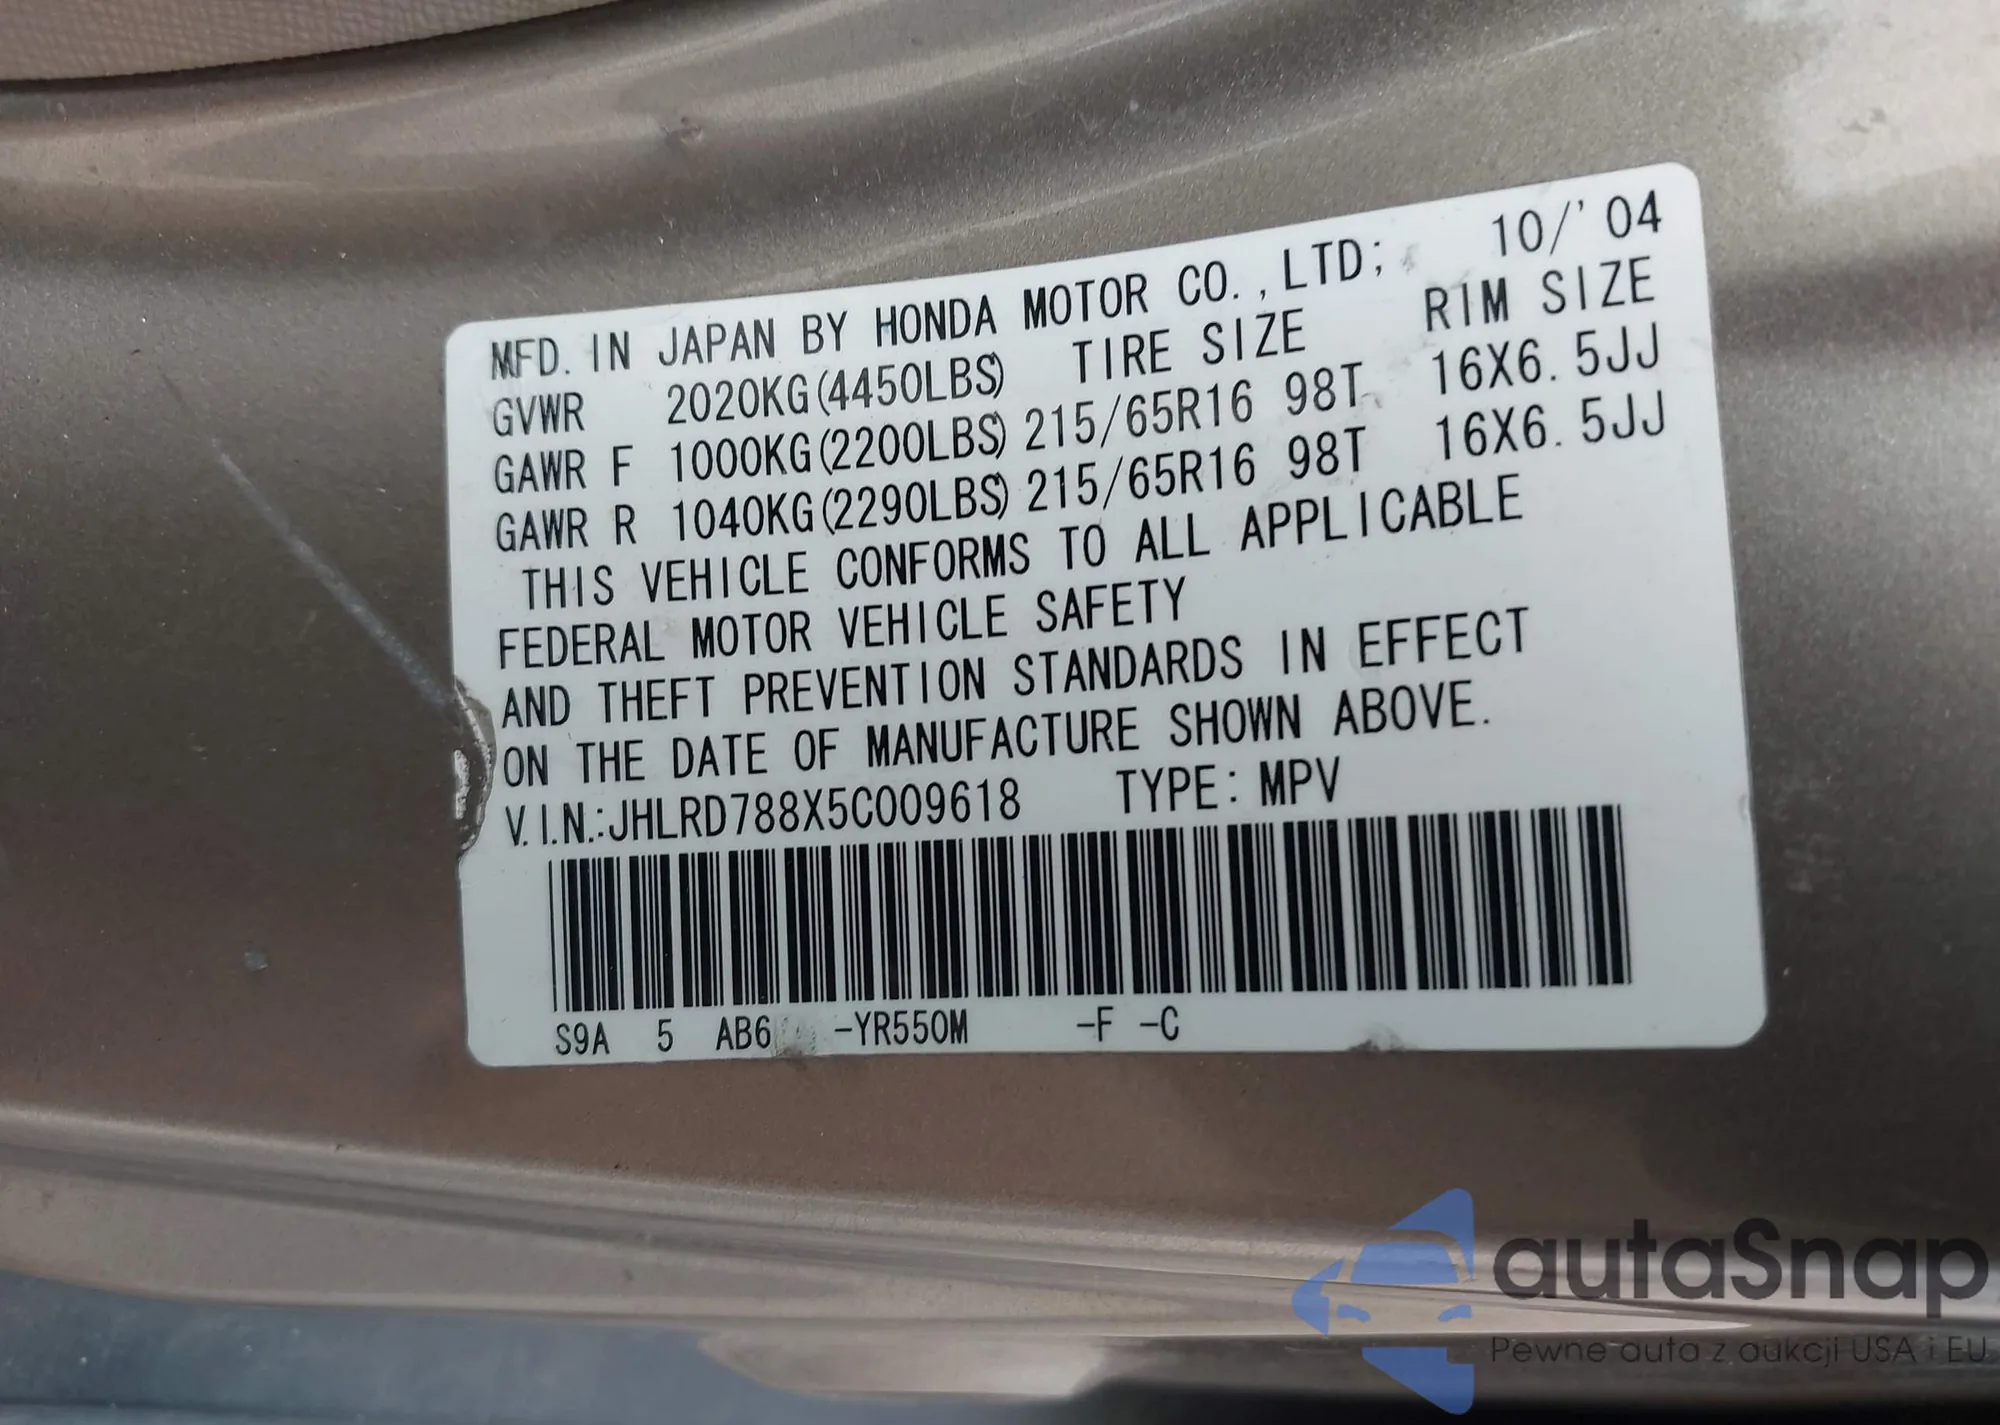 MFD. IN JAPAN BY HONDA MOTOR CO.,LTD; 10/'04
GVWR 2020KG(4450LBS) TIRE SIZE RIM SIZE
GAWR F 1000KG(2200LBS) 215/65R16 98T 16X6.5JJ
GAWR R 1040KG(2290LBS) 215/65R16 98T 16X6.5JJ
THIS VEHICLE CONFORMS TO ALL APPLICABLE
FEDERAL MOTOR VEHICLE SAFETY
AND THEFT PREVENTION STANDARDS IN EFFECT
ON THE DATE OF MANUFACTURE SHOWN ABOVE.
V.I.N.:JHLRD788X5C009618 TYPE: MPV
S9A 5 AB6 -YR550M -F -C
autaSnap
Pewne auta z aukcji USA i EU